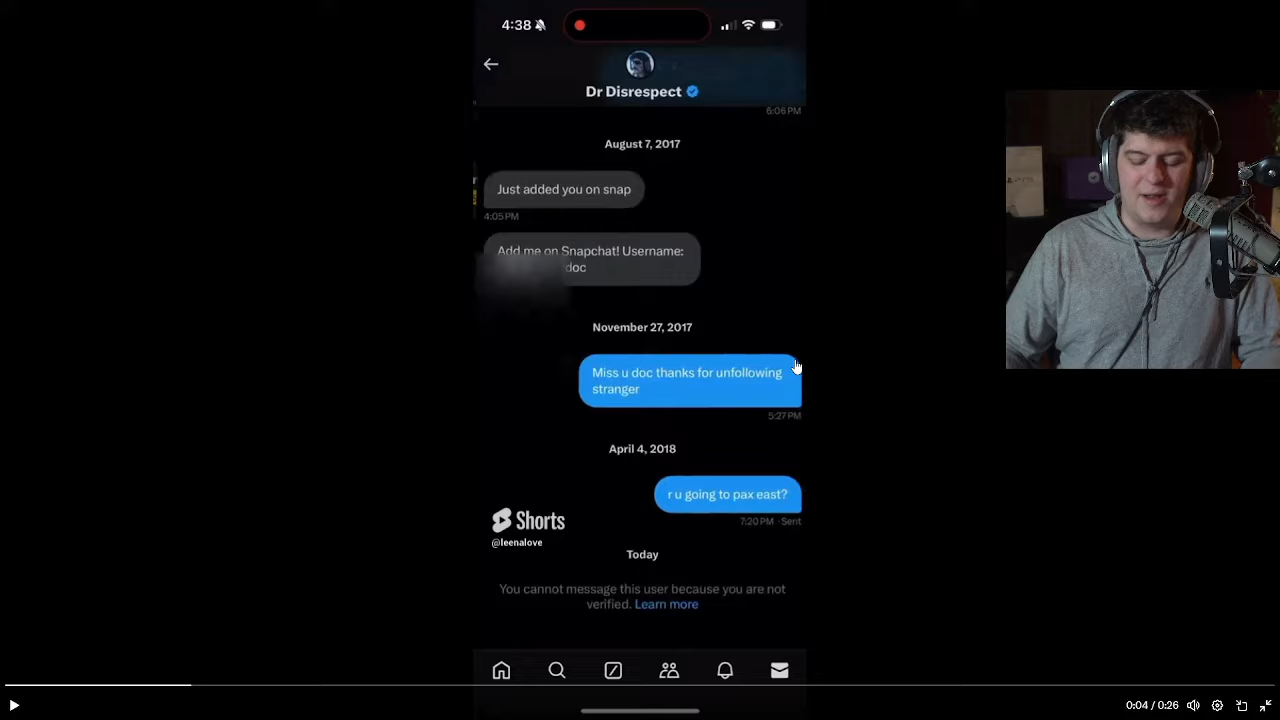 4:38
Dr Disrespect
6:06 PM
August 7, 2017
Just added you on snap
4:05 PM
Add me on Snapchat! Username:
doc
November 27, 2017
Miss u doc thanks for unfollowing
stranger
5:27 PM
April 4, 2018
r u going to pax east?
7:20 PM · Sent
Shorts
@leenalove
Today
You cannot message this user because you are not
verified. Learn more
0:04 / 0:26